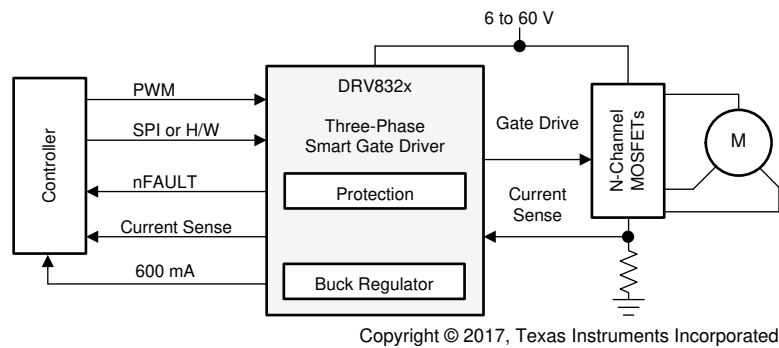 6 to 60 V
Controller
PWM
SPI or H/W
nFAULT
Current Sense
600 mA
DRV832x
Three-Phase
Smart Gate Driver
Protection
Buck Regulator
Gate Drive
Current
Sense
N-Channel
MOSFETs
M
Copyright © 2017, Texas Instruments Incorporated